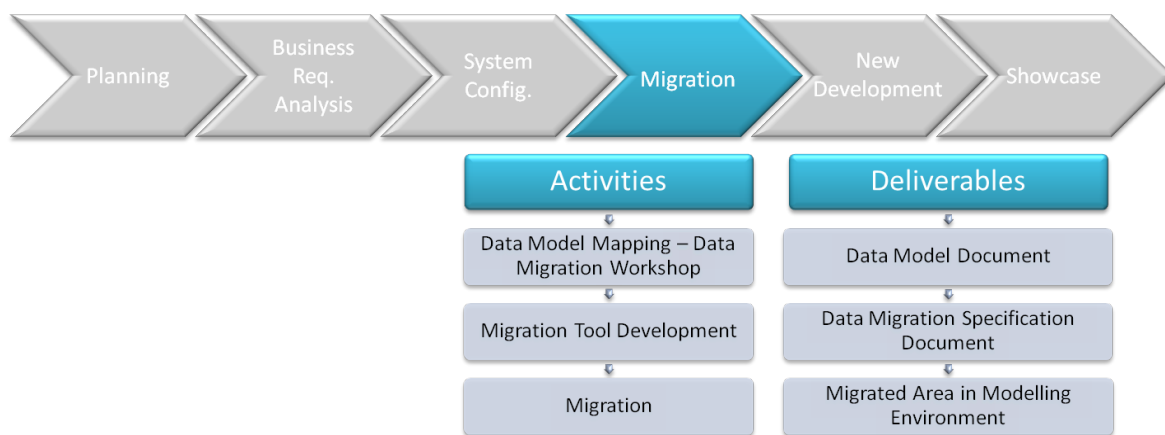 Planning
Business
Req.
Analysis
System
Config.
Migration
New
Development
Showcase
Activities
Data Model Mapping – Data
Migration Workshop
Migration Tool Development
Migration
Deliverables
Data Model Document
Data Migration Specification
Document
Migrated Area in Modelling
Environment